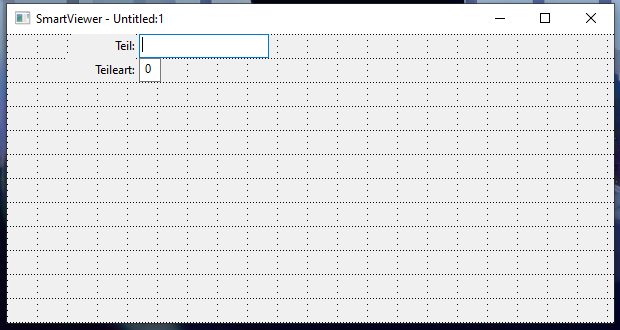 SmartViewer - Untitled:1
Teil:
Teileart: 0